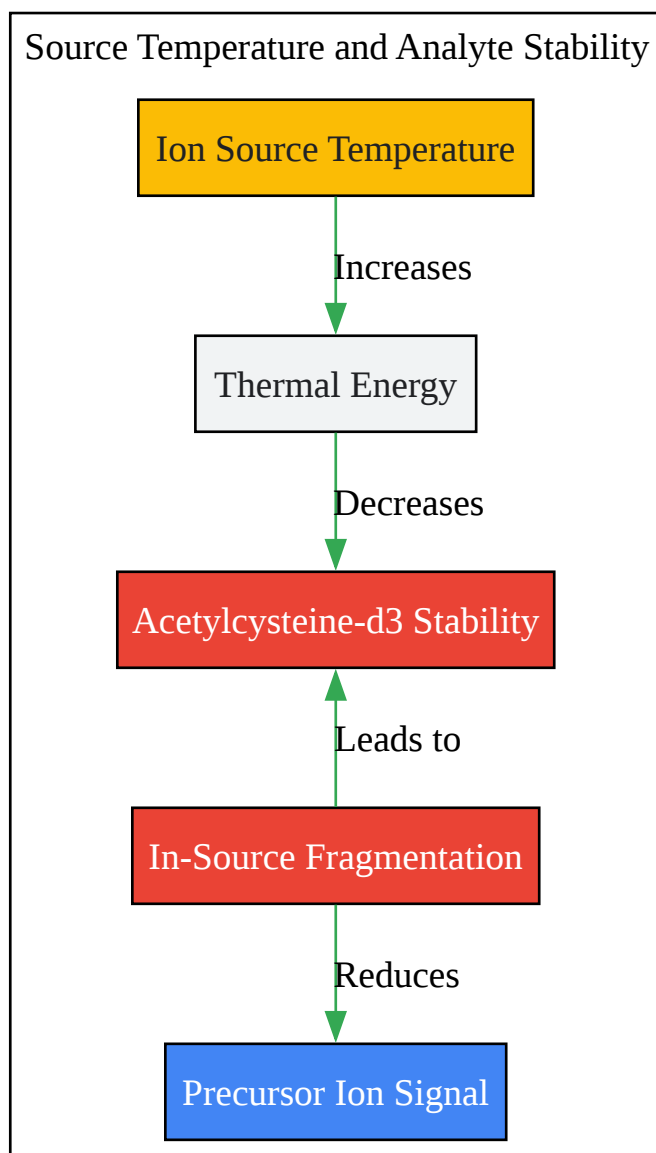 Source Temperature and Analyte Stability
Ion Source Temperature
Increases
Thermal Energy
Decreases
Acetylcysteine-d3 Stability
Leads to
In-Source Fragmentation
Reduces
Precursor Ion Signal